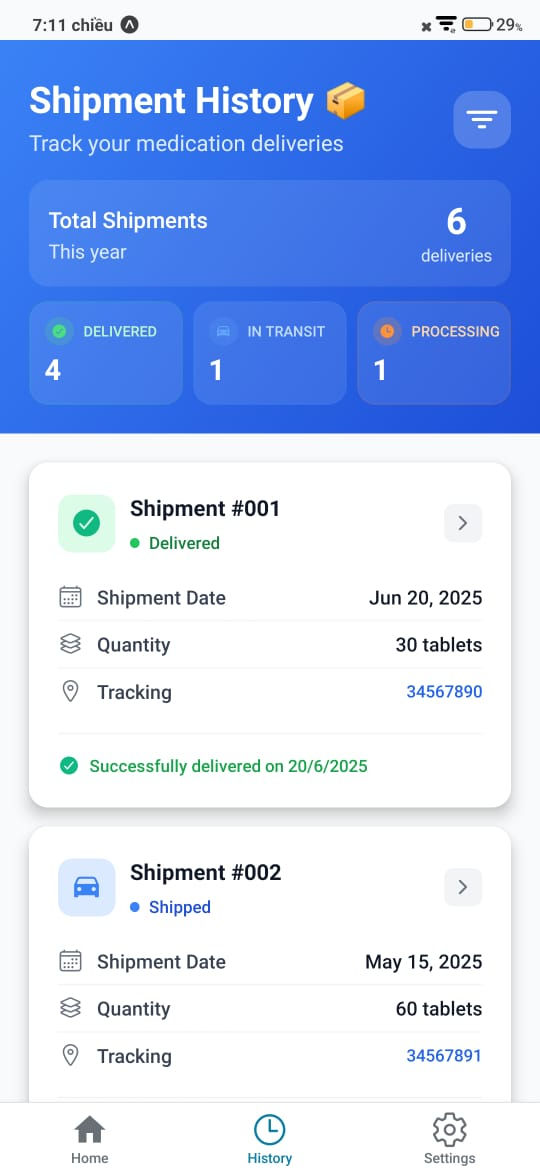 7:11 chiều
29%
Shipment History 📦
Track your medication deliveries
Total Shipments
This year
6
deliveries
DELIVERED
4
IN TRANSIT
1
PROCESSING
1
Shipment #001
Delivered
Shipment Date Jun 20, 2025
Quantity 30 tablets
Tracking 34567890
Successfully delivered on 20/6/2025
Shipment #002
Shipped
Shipment Date May 15, 2025
Quantity 60 tablets
Tracking 34567891
Home History Settings